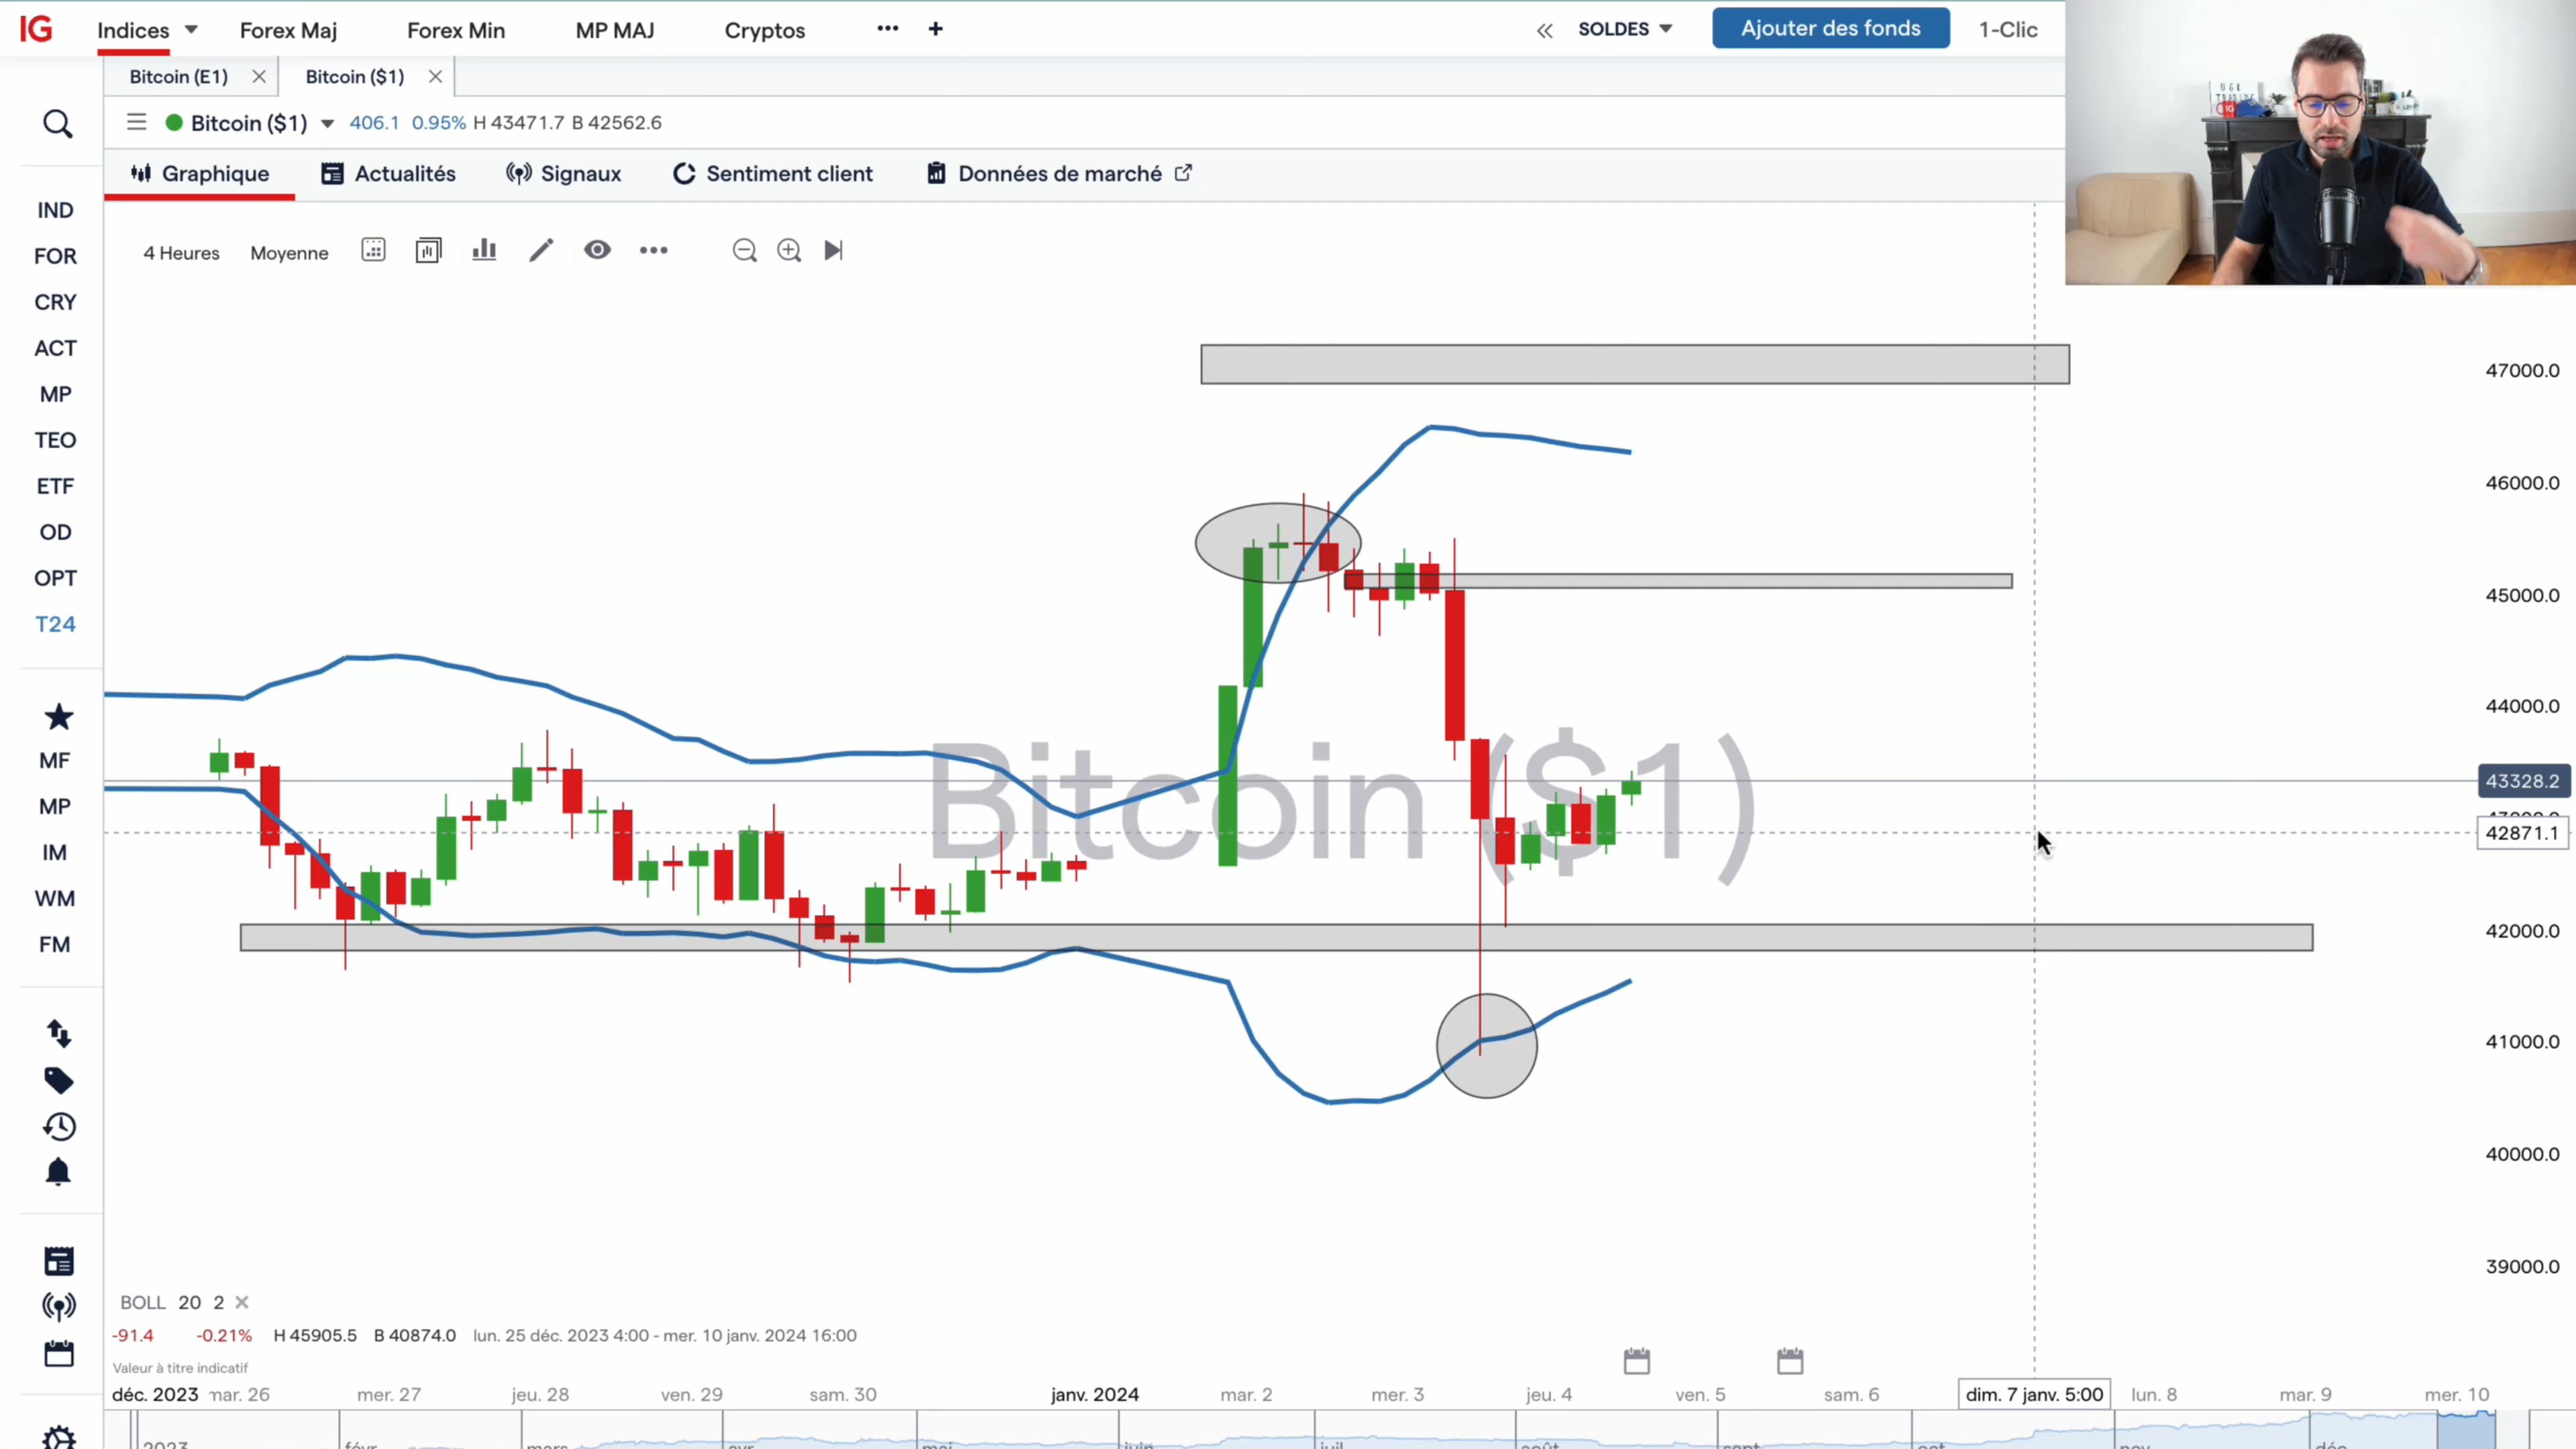 IG Indices Forex Maj Forex Min MP MAJ Cryptos SOLDES Ajouter des fonds 1-Clic
Bitcoin (E1) Bitcoin ($1)
Bitcoin ($1) 406.1 0.95% H 43471.7 B 42562.6
Graphique Actualités Signaux Sentiment client Données de marché
4 Heures Moyenne
IND
FOR
CRY
ACT
MP
TEO
ETF
OD
OPT
T24
MF
MP
IM
WM
FM
47000.0
46000.0
45000.0
44000.0
43328.2
42871.1
42000.0
41000.0
40000.0
39000.0
Bitcoin ($1)
BOLL 20 2
-91.4 -0.21% H 45905.5 B 40874.0 lun. 25 déc. 2023 4:00 - mer. 10 janv. 2024 16:00
Valeur à titre indicatif
déc. 2023 mar. 26 mer. 27 jeu. 28 ven. 29 sam. 30 janv. 2024 mar. 2 mer. 3 jeu. 4 ven. 5 sam. 6 dim. 7 janv. 5:00 lun. 8 mar. 9 mer. 10